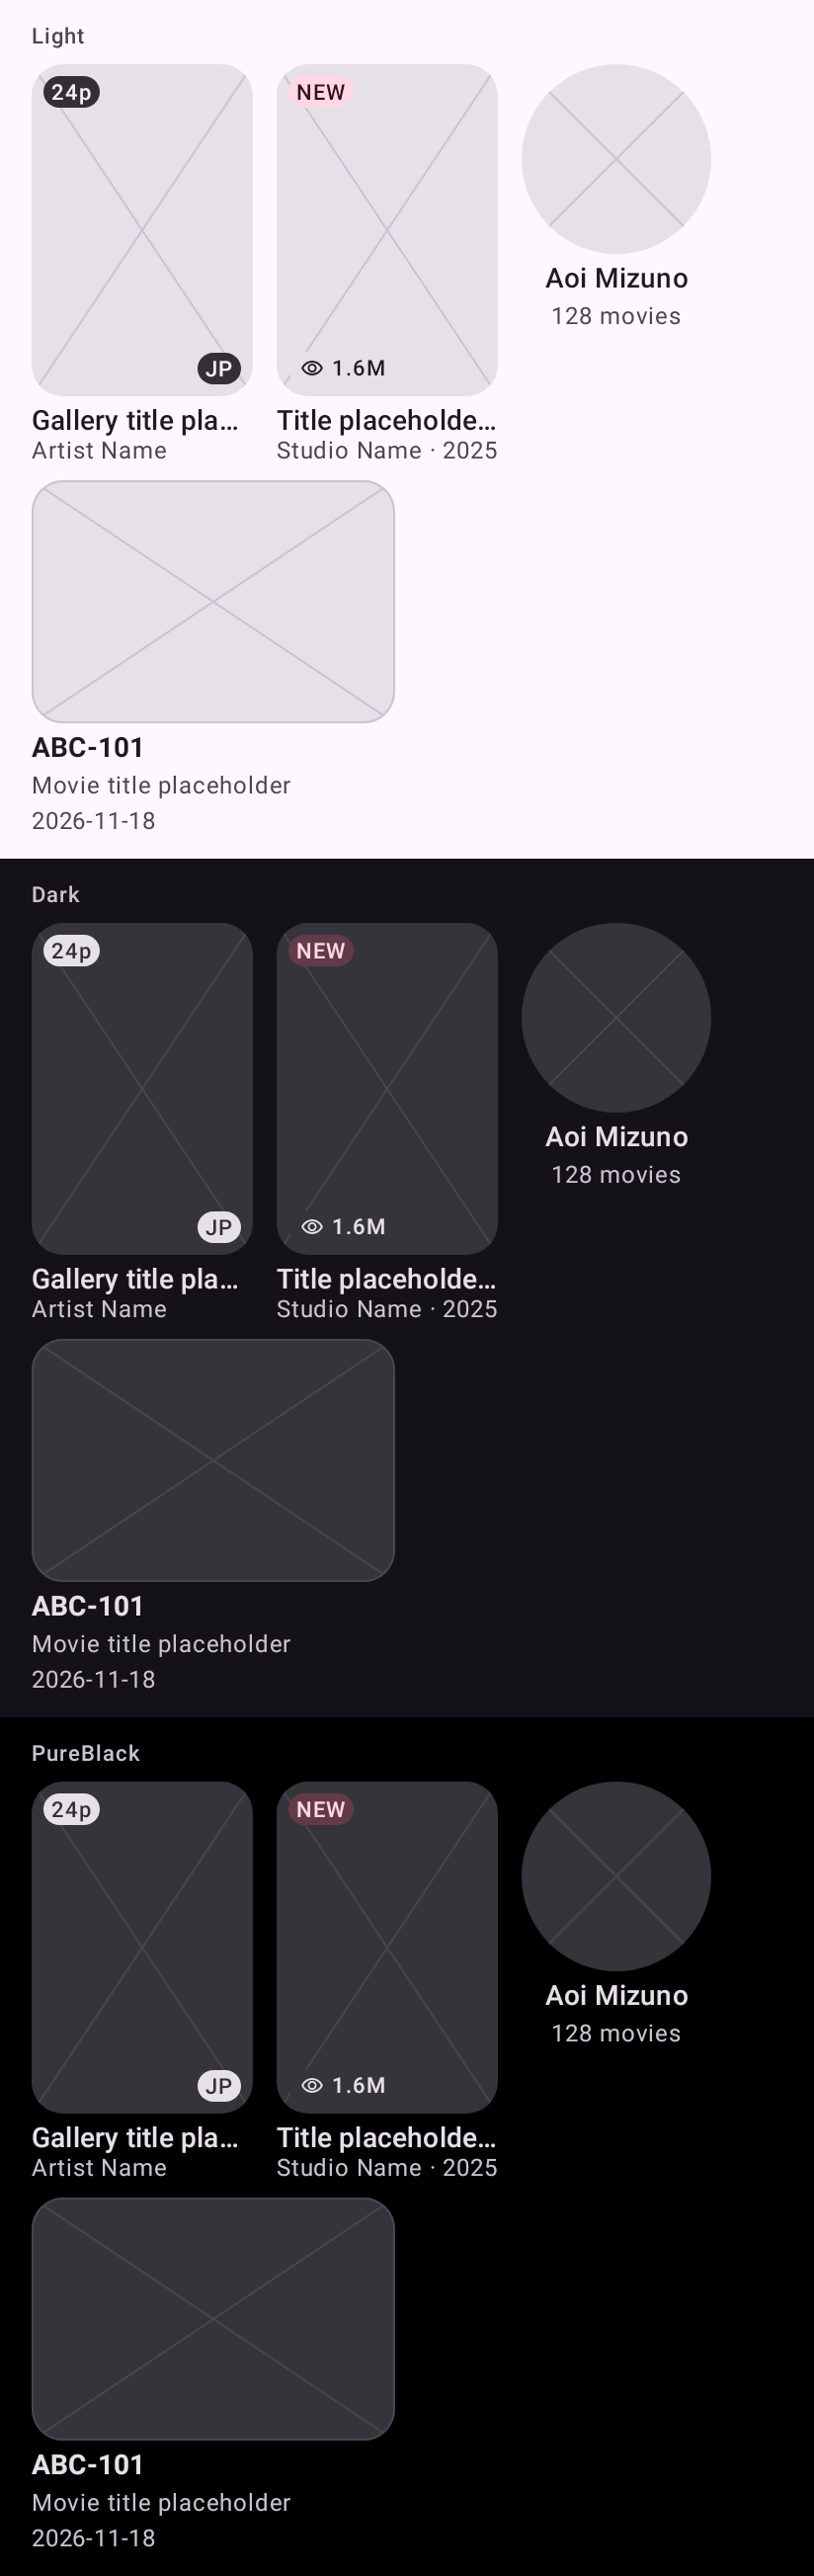 Light
24p
NEW
JP
1.6M
Gallery title pla...
Artist Name
Title placeholde...
Studio Name · 2025
Aoi Mizuno
128 movies
ABC-101
Movie title placeholder
2026-11-18
Dark
24p
NEW
JP
1.6M
Gallery title pla...
Artist Name
Title placeholde...
Studio Name · 2025
Aoi Mizuno
128 movies
ABC-101
Movie title placeholder
2026-11-18
PureBlack
24p
NEW
JP
1.6M
Gallery title pla...
Artist Name
Title placeholde...
Studio Name · 2025
Aoi Mizuno
128 movies
ABC-101
Movie title placeholder
2026-11-18